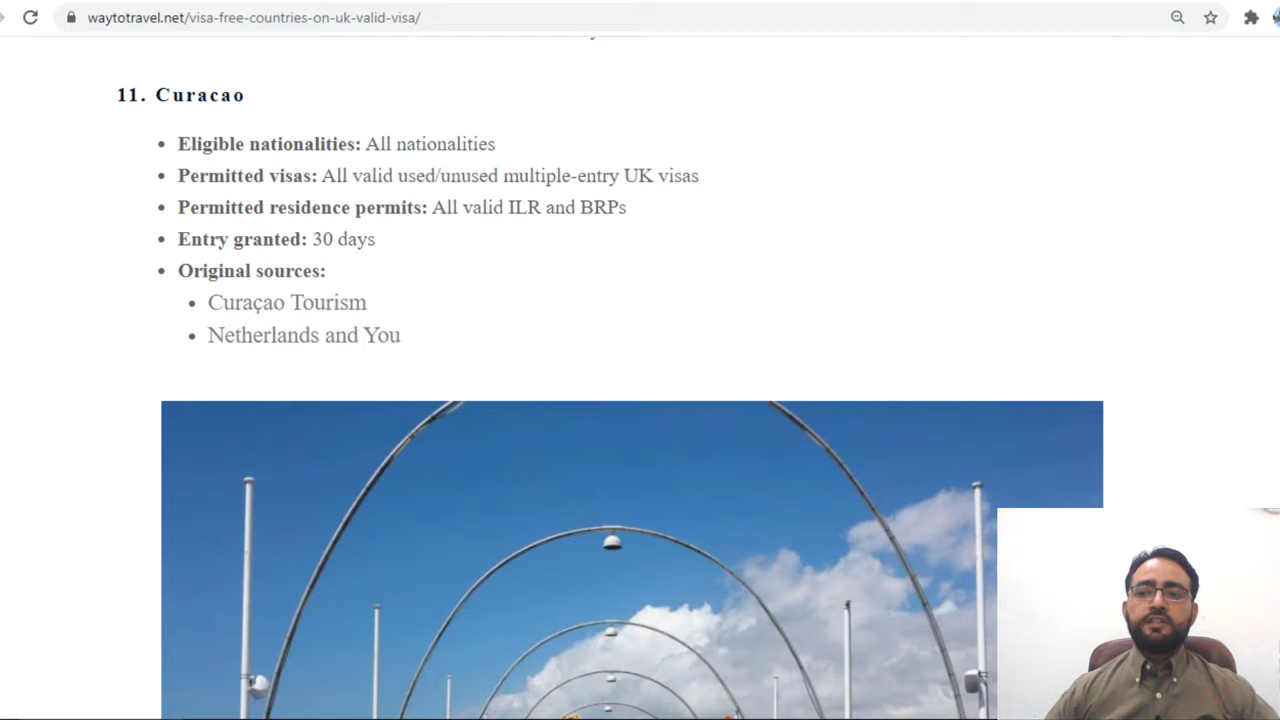 waytotravel.net/visa-free-countries-on-uk-valid-visa/
11. Curacao
Eligible nationalities: All nationalities
Permitted visas: All valid used/unused multiple-entry UK visas
Permitted residence permits: All valid ILR and BRPs
Entry granted: 30 days
Original sources:
Curaçao Tourism
Netherlands and You